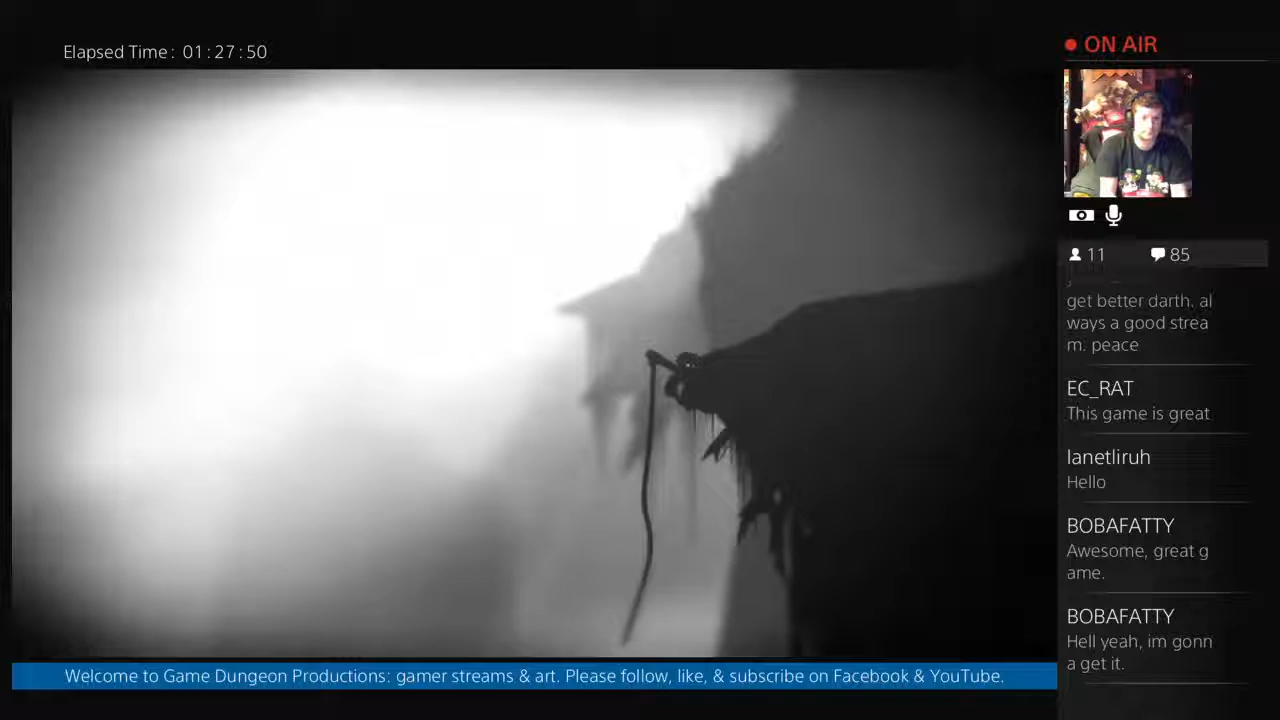 Elapsed Time: 01:27:50
ON AIR
11 85
get better darth. al
ways a good strea
m. peace
EC_RAT
This game is great
lanetliruh
Hello
BOBAFATTY
Awesome, great g
ame.
BOBAFATTY
Hell yeah, im gonn
a get it.
Welcome to Game Dungeon Productions: gamer streams & art. Please follow, like, & subscribe on Facebook & YouTube.